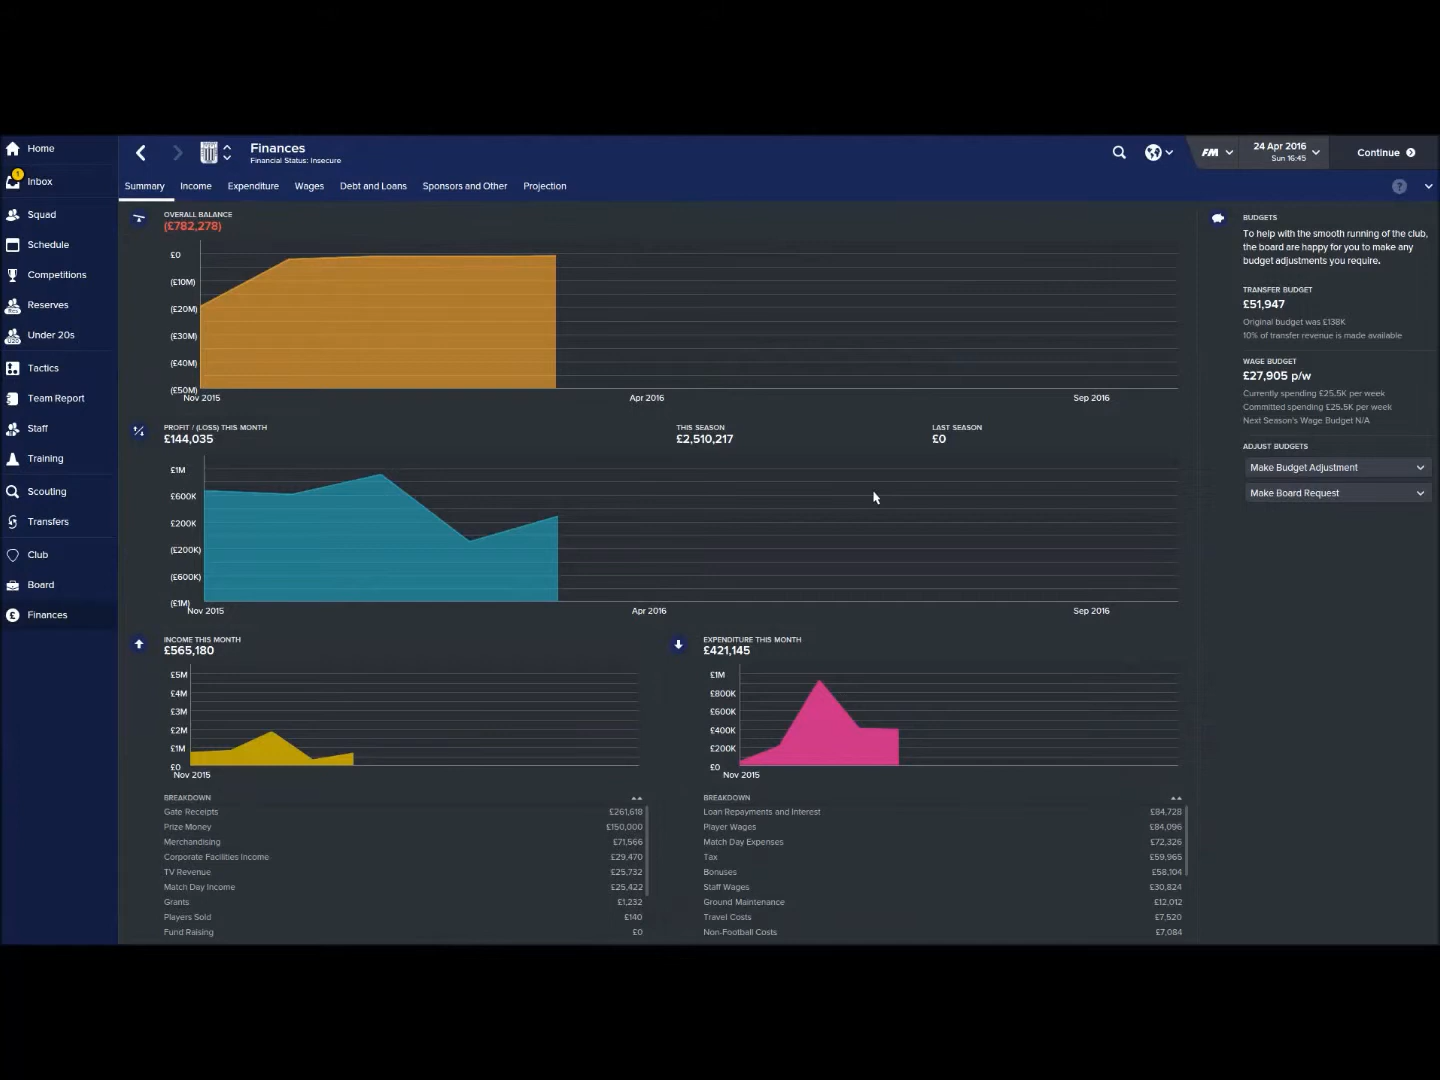 Home
1
Inbox
Squad
Schedule
Competitions
Reserves
Under 20s
Tactics
Team Report
Staff
Training
Scouting
Transfers
Club
Board
Finances
Finances
Financial Status: Insecure
FM
24 Apr 2016
Sun 16:45
Continue
Summary
Income
Expenditure
Wages
Debt and Loans
Sponsors and Other
Projection
?
OVERALL BALANCE
(£782,278)
£0
(£10M)
(£20M)
(£30M)
(£40M)
(£50M)
Nov 2015
Apr 2016
Sep 2016
PROFIT / (LOSS) THIS MONTH
£144,035
THIS SEASON
£2,510,217
LAST SEASON
£0
£1M
£600K
£200K
(£200K)
(£600K)
(£1M)
Nov 2015
Apr 2016
Sep 2016
INCOME THIS MONTH
£565,180
£5M
£4M
£3M
£2M
£1M
£0
Nov 2015
BREAKDOWN
Gate Receipts £261,618
Prize Money £150,000
Merchandising £71,566
Corporate Facilities Income £29,470
TV Revenue £25,732
Match Day Income £25,422
Grants £1,232
Players Sold £140
Fund Raising £0
EXPENDITURE THIS MONTH
£421,145
£1M
£800K
£600K
£400K
£200K
£0
Nov 2015
BREAKDOWN
Loan Repayments and Interest £84,728
Player Wages £84,096
Match Day Expenses £72,326
Tax £59,965
Bonuses £58,104
Staff Wages £30,824
Ground Maintenance £12,012
Travel Costs £7,520
Non-Football Costs £7,084
BUDGETS
To help with the smooth running of the club,
the board are happy for you to make any
budget adjustments you require.
TRANSFER BUDGET
£51,947
Original budget was £138K
10% of transfer revenue is made available
WAGE BUDGET
£27,905 p/w
Currently spending £25.5K per week
Committed spending £25.5K per week
Next Season's Wage Budget N/A
ADJUST BUDGETS
Make Budget Adjustment
Make Board Request